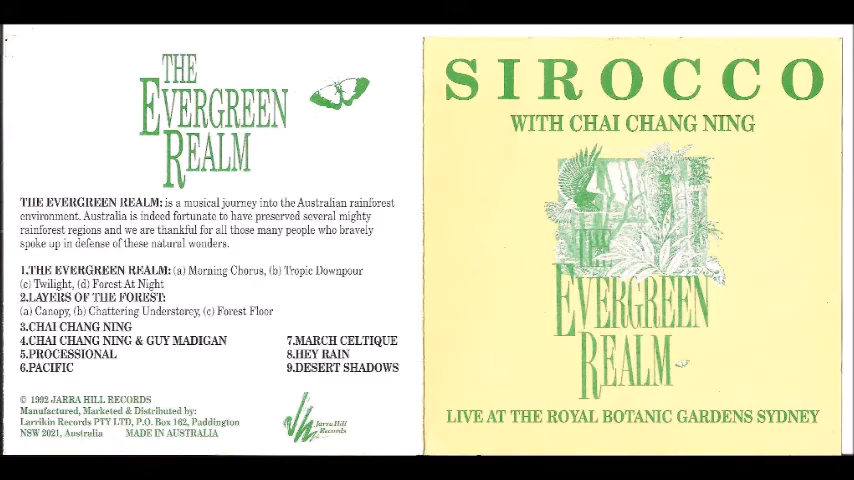 THE
EVERGREEN
REALM
THE EVERGREEN REALM: is a musical journey into the Australian rainforest
environment. Australia is indeed fortunate to have preserved several mighty
rainforest regions and we are thankful for all those many people who bravely
spoke up in defense of these natural wonders.
1.THE EVERGREEN REALM: (a) Morning Chorus, (b) Tropic Downpour
(c) Twilight, (d) Forest At Night
2.LAYERS OF THE FOREST:
(a) Canopy, (b) Chattering Understorey, (c) Forest Floor
3.CHAI CHANG NING
4.CHAI CHANG NING & GUY MADIGAN
5.PROCESSIONAL
6.PACIFIC
7.MARCH CELTIQUE
8.HEY RAIN
9.DESERT SHADOWS
© 1992 JARRA HILL RECORDS
Manufactured, Marketed & Distributed by:
Larrikin Records PTY LTD, P.O. Box 162, Paddington
NSW 2021, Australia MADE IN AUSTRALIA
Jarra Hill
Records
SIROCCO
WITH CHAI CHANG NING
THE
EVERGREEN
REALM
LIVE AT THE ROYAL BOTANIC GARDENS SYDNEY